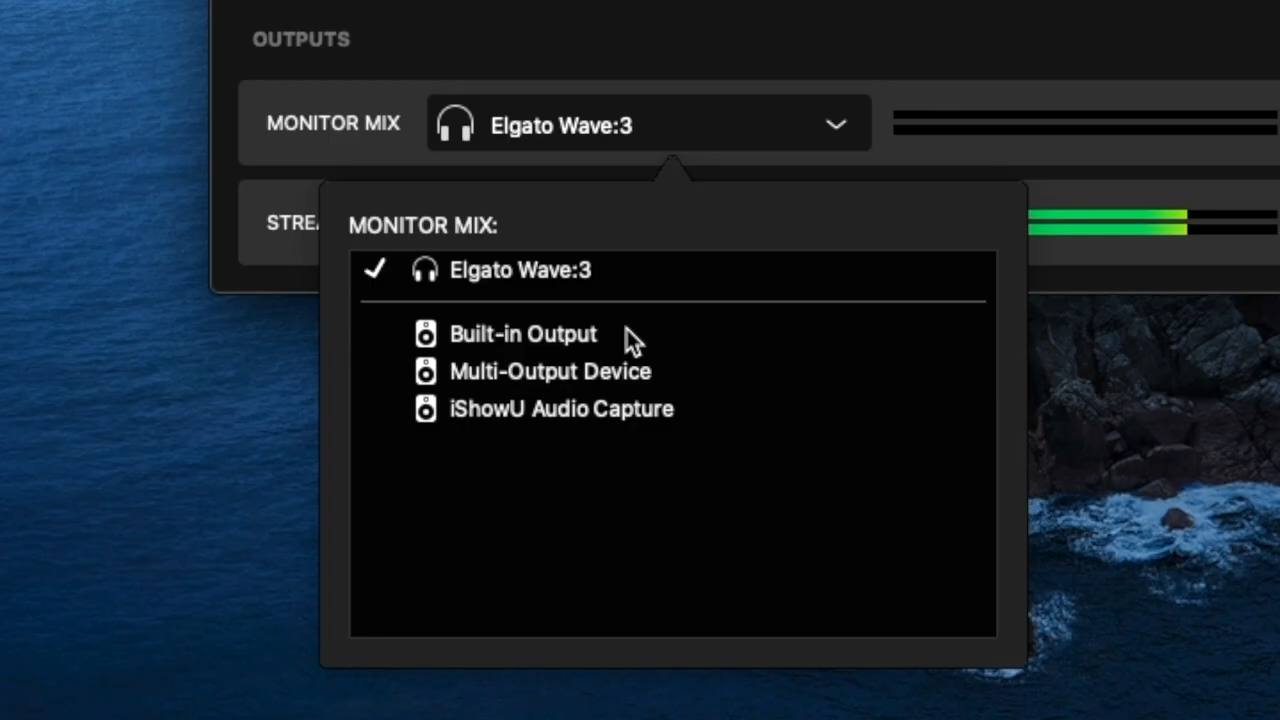 OUTPUTS
MONITOR MIX
Elgato Wave:3
STREA
MONITOR MIX:
Elgato Wave:3
Built-in Output
Multi-Output Device
iShowU Audio Capture